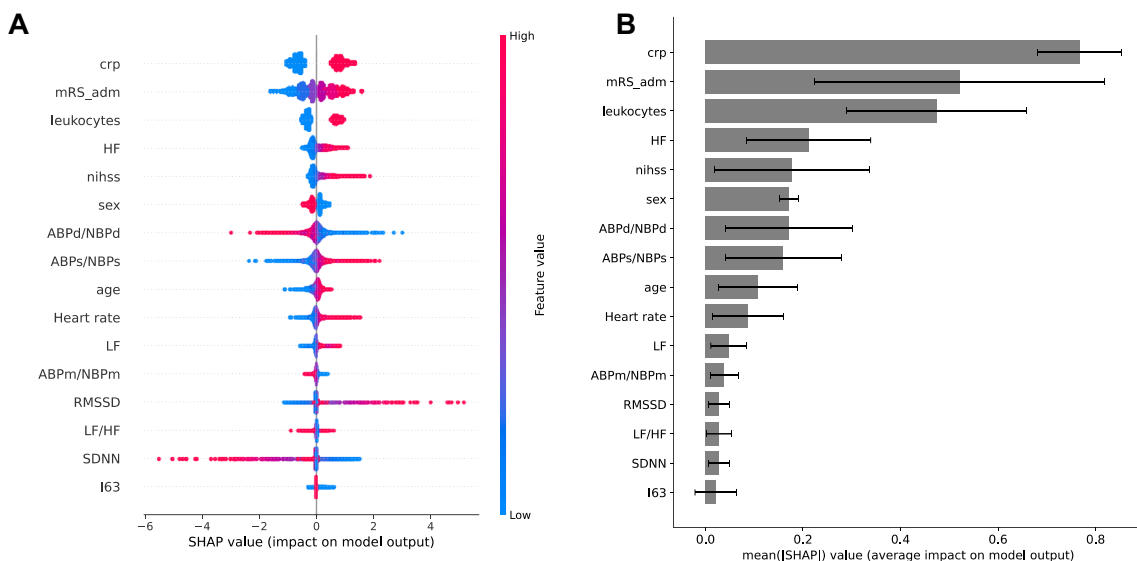 A
crp
mRS_adm
leukocytes
HF
nihss
sex
ABPd/NBPd
ABPs/NBPs
age
Heart rate
LF
ABPm/NBPm
RMSSD
LF/HF
SDNN
I63
−6 −4 −2 0 2 4
SHAP value (impact on model output)
High
Feature value
Low
B
crp
mRS_adm
leukocytes
HF
nihss
sex
ABPd/NBPd
ABPs/NBPs
age
Heart rate
LF
ABPm/NBPm
RMSSD
LF/HF
SDNN
I63
0.0 0.2 0.4 0.6 0.8
mean(|SHAP|) value (average impact on model output)